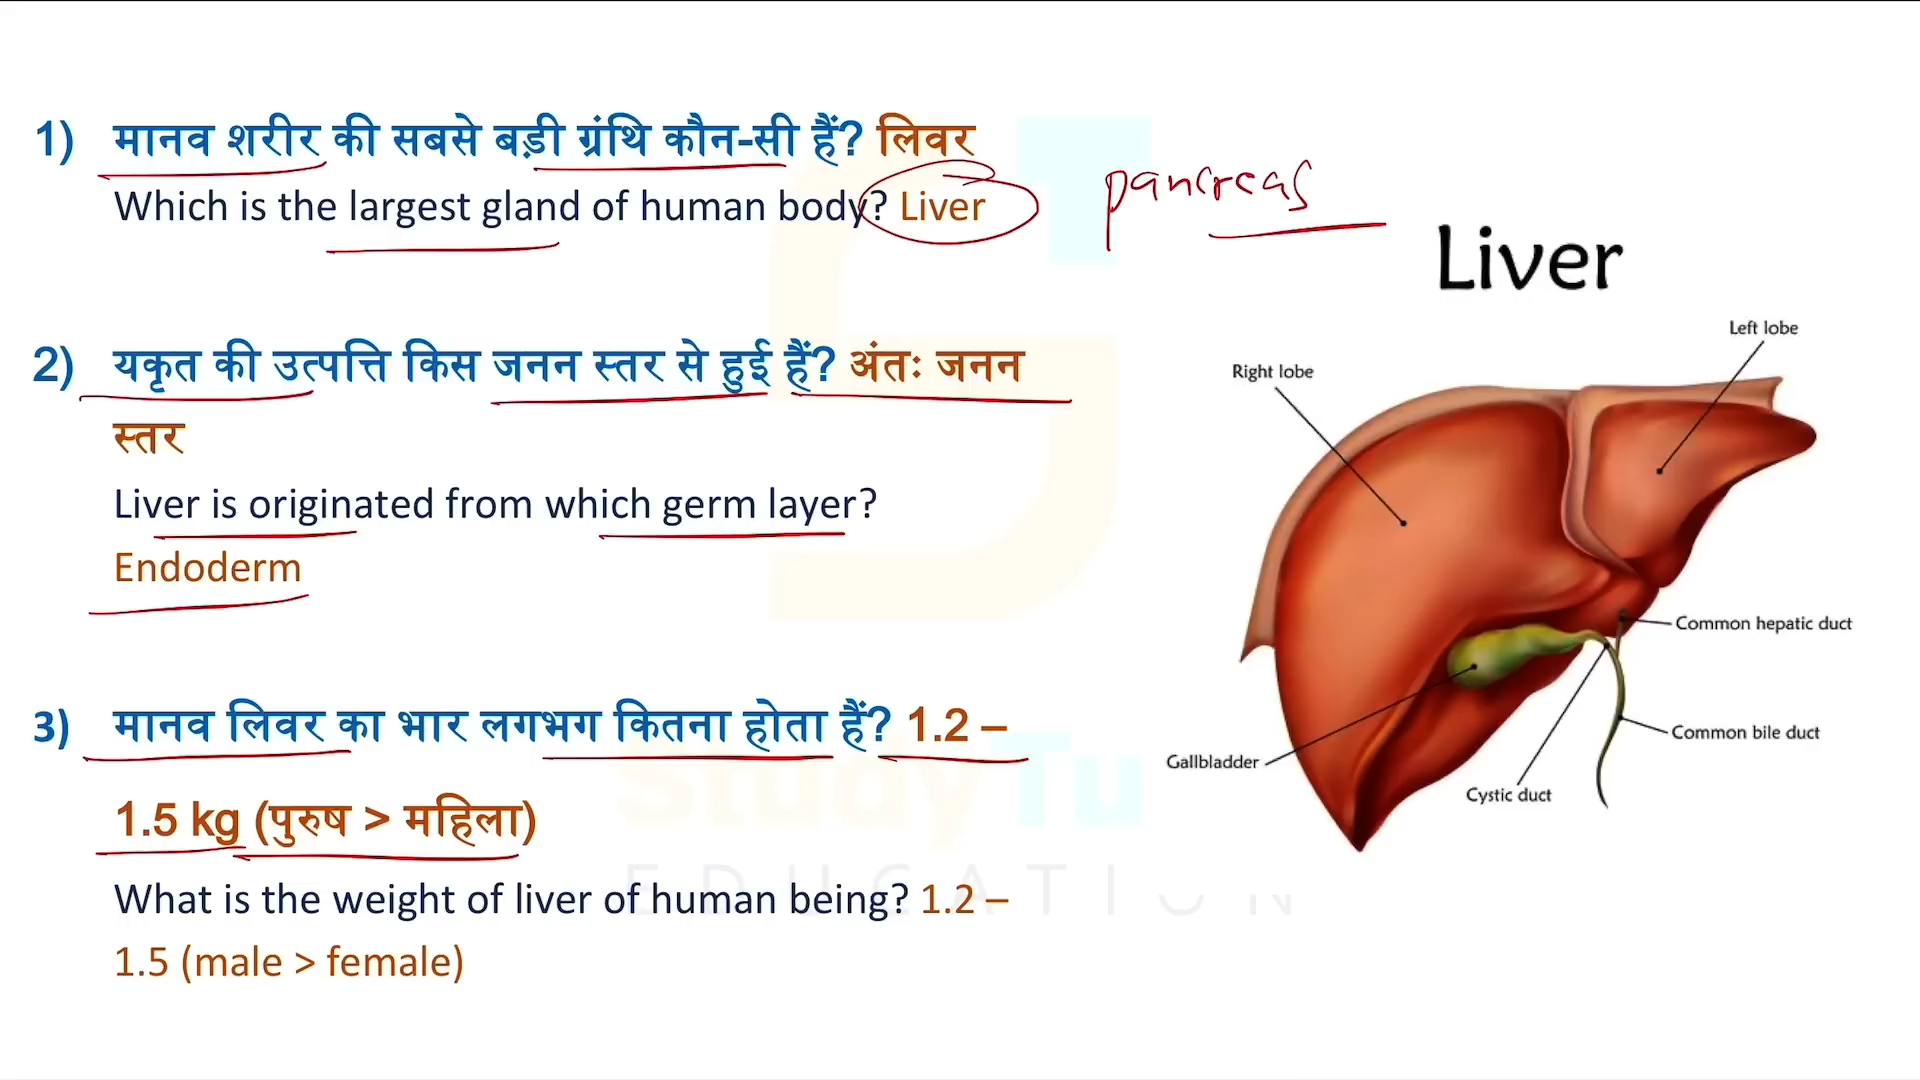 1) मानव शरीर की सबसे बड़ी ग्रंथि कौन-सी हैं? लिवर
Which is the largest gland of human body? Liver
pancreas
2) यकृत की उत्पत्ति किस जनन स्तर से हुई हैं? अंतः जनन
स्तर
Liver is originated from which germ layer?
Endoderm
3) मानव लिवर का भार लगभग कितना होता हैं? 1.2 –
1.5 kg (पुरुष > महिला)
What is the weight of liver of human being? 1.2 –
1.5 (male > female)
Liver
Left lobe
Right lobe
Common hepatic duct
Common bile duct
Gallbladder
Cystic duct
Study Tu
EDUCATION